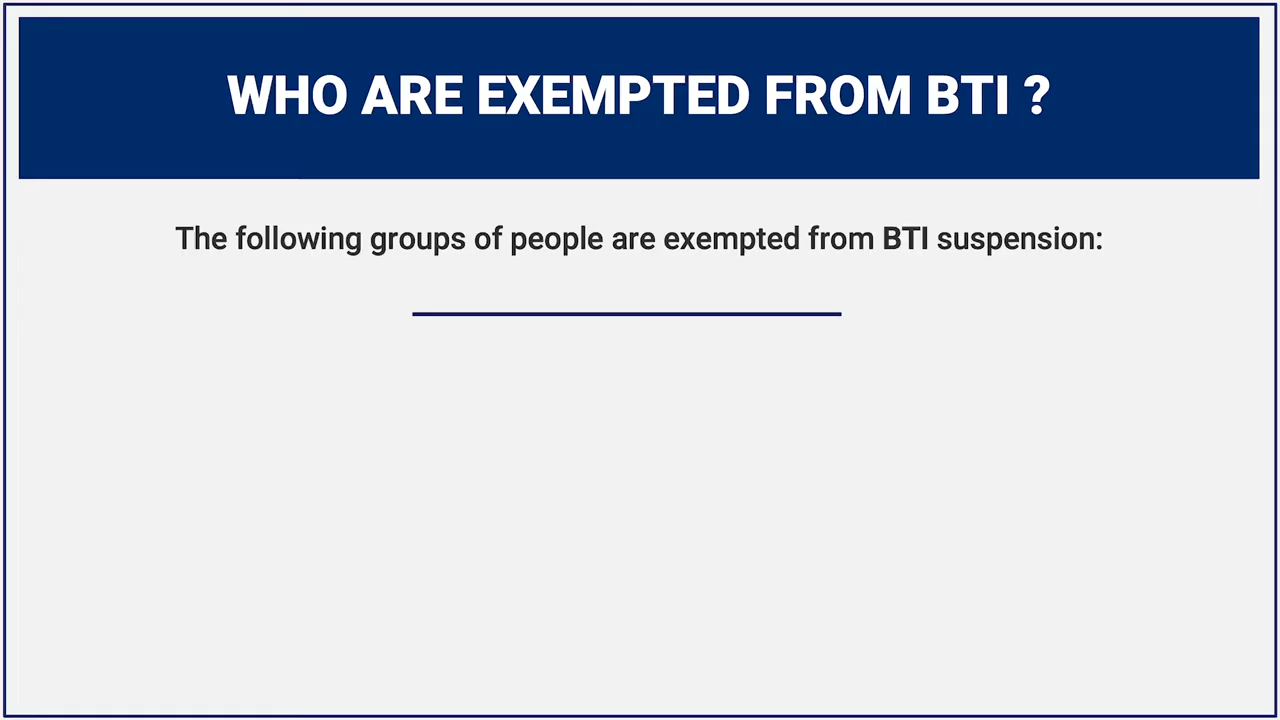 WHO ARE EXEMPTED FROM BTI ?
The following groups of people are exempted from BTI suspension: